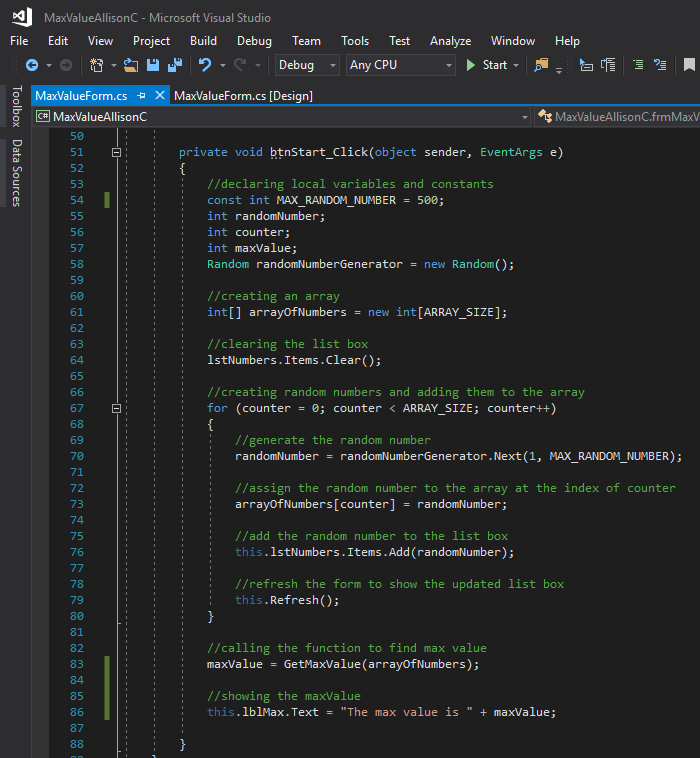 MaxValueAllisonC - Microsoft Visual Studio
File Edit View Project Build Debug Team Tools Test Analyze Window Help
Debug Any CPU Start
Toolbox
Data Sources
MaxValueForm.cs MaxValueForm.cs [Design]
C# MaxValueAllisonC MaxValueAllisonC.frmMaxV
50
51 private void btnStart_Click(object sender, EventArgs e)
52 {
53 //declaring local variables and constants
54 const int MAX_RANDOM_NUMBER = 500;
55 int randomNumber;
56 int counter;
57 int maxValue;
58 Random randomNumberGenerator = new Random();
59
60 //creating an array
61 int[] arrayOfNumbers = new int[ARRAY_SIZE];
62
63 //clearing the list box
64 lstNumbers.Items.Clear();
65
66 //creating random numbers and adding them to the array
67 for (counter = 0; counter < ARRAY_SIZE; counter++)
68 {
69 //generate the random number
70 randomNumber = randomNumberGenerator.Next(1, MAX_RANDOM_NUMBER);
71
72 //assign the random number to the array at the index of counter
73 arrayOfNumbers[counter] = randomNumber;
74
75 //add the random number to the list box
76 this.lstNumbers.Items.Add(randomNumber);
77
78 //refresh the form to show the updated list box
79 this.Refresh();
80 }
81
82 //calling the function to find max value
83 maxValue = GetMaxValue(arrayOfNumbers);
84
85 //showing the maxValue
86 this.lblMax.Text = "The max value is " + maxValue;
87
88 }